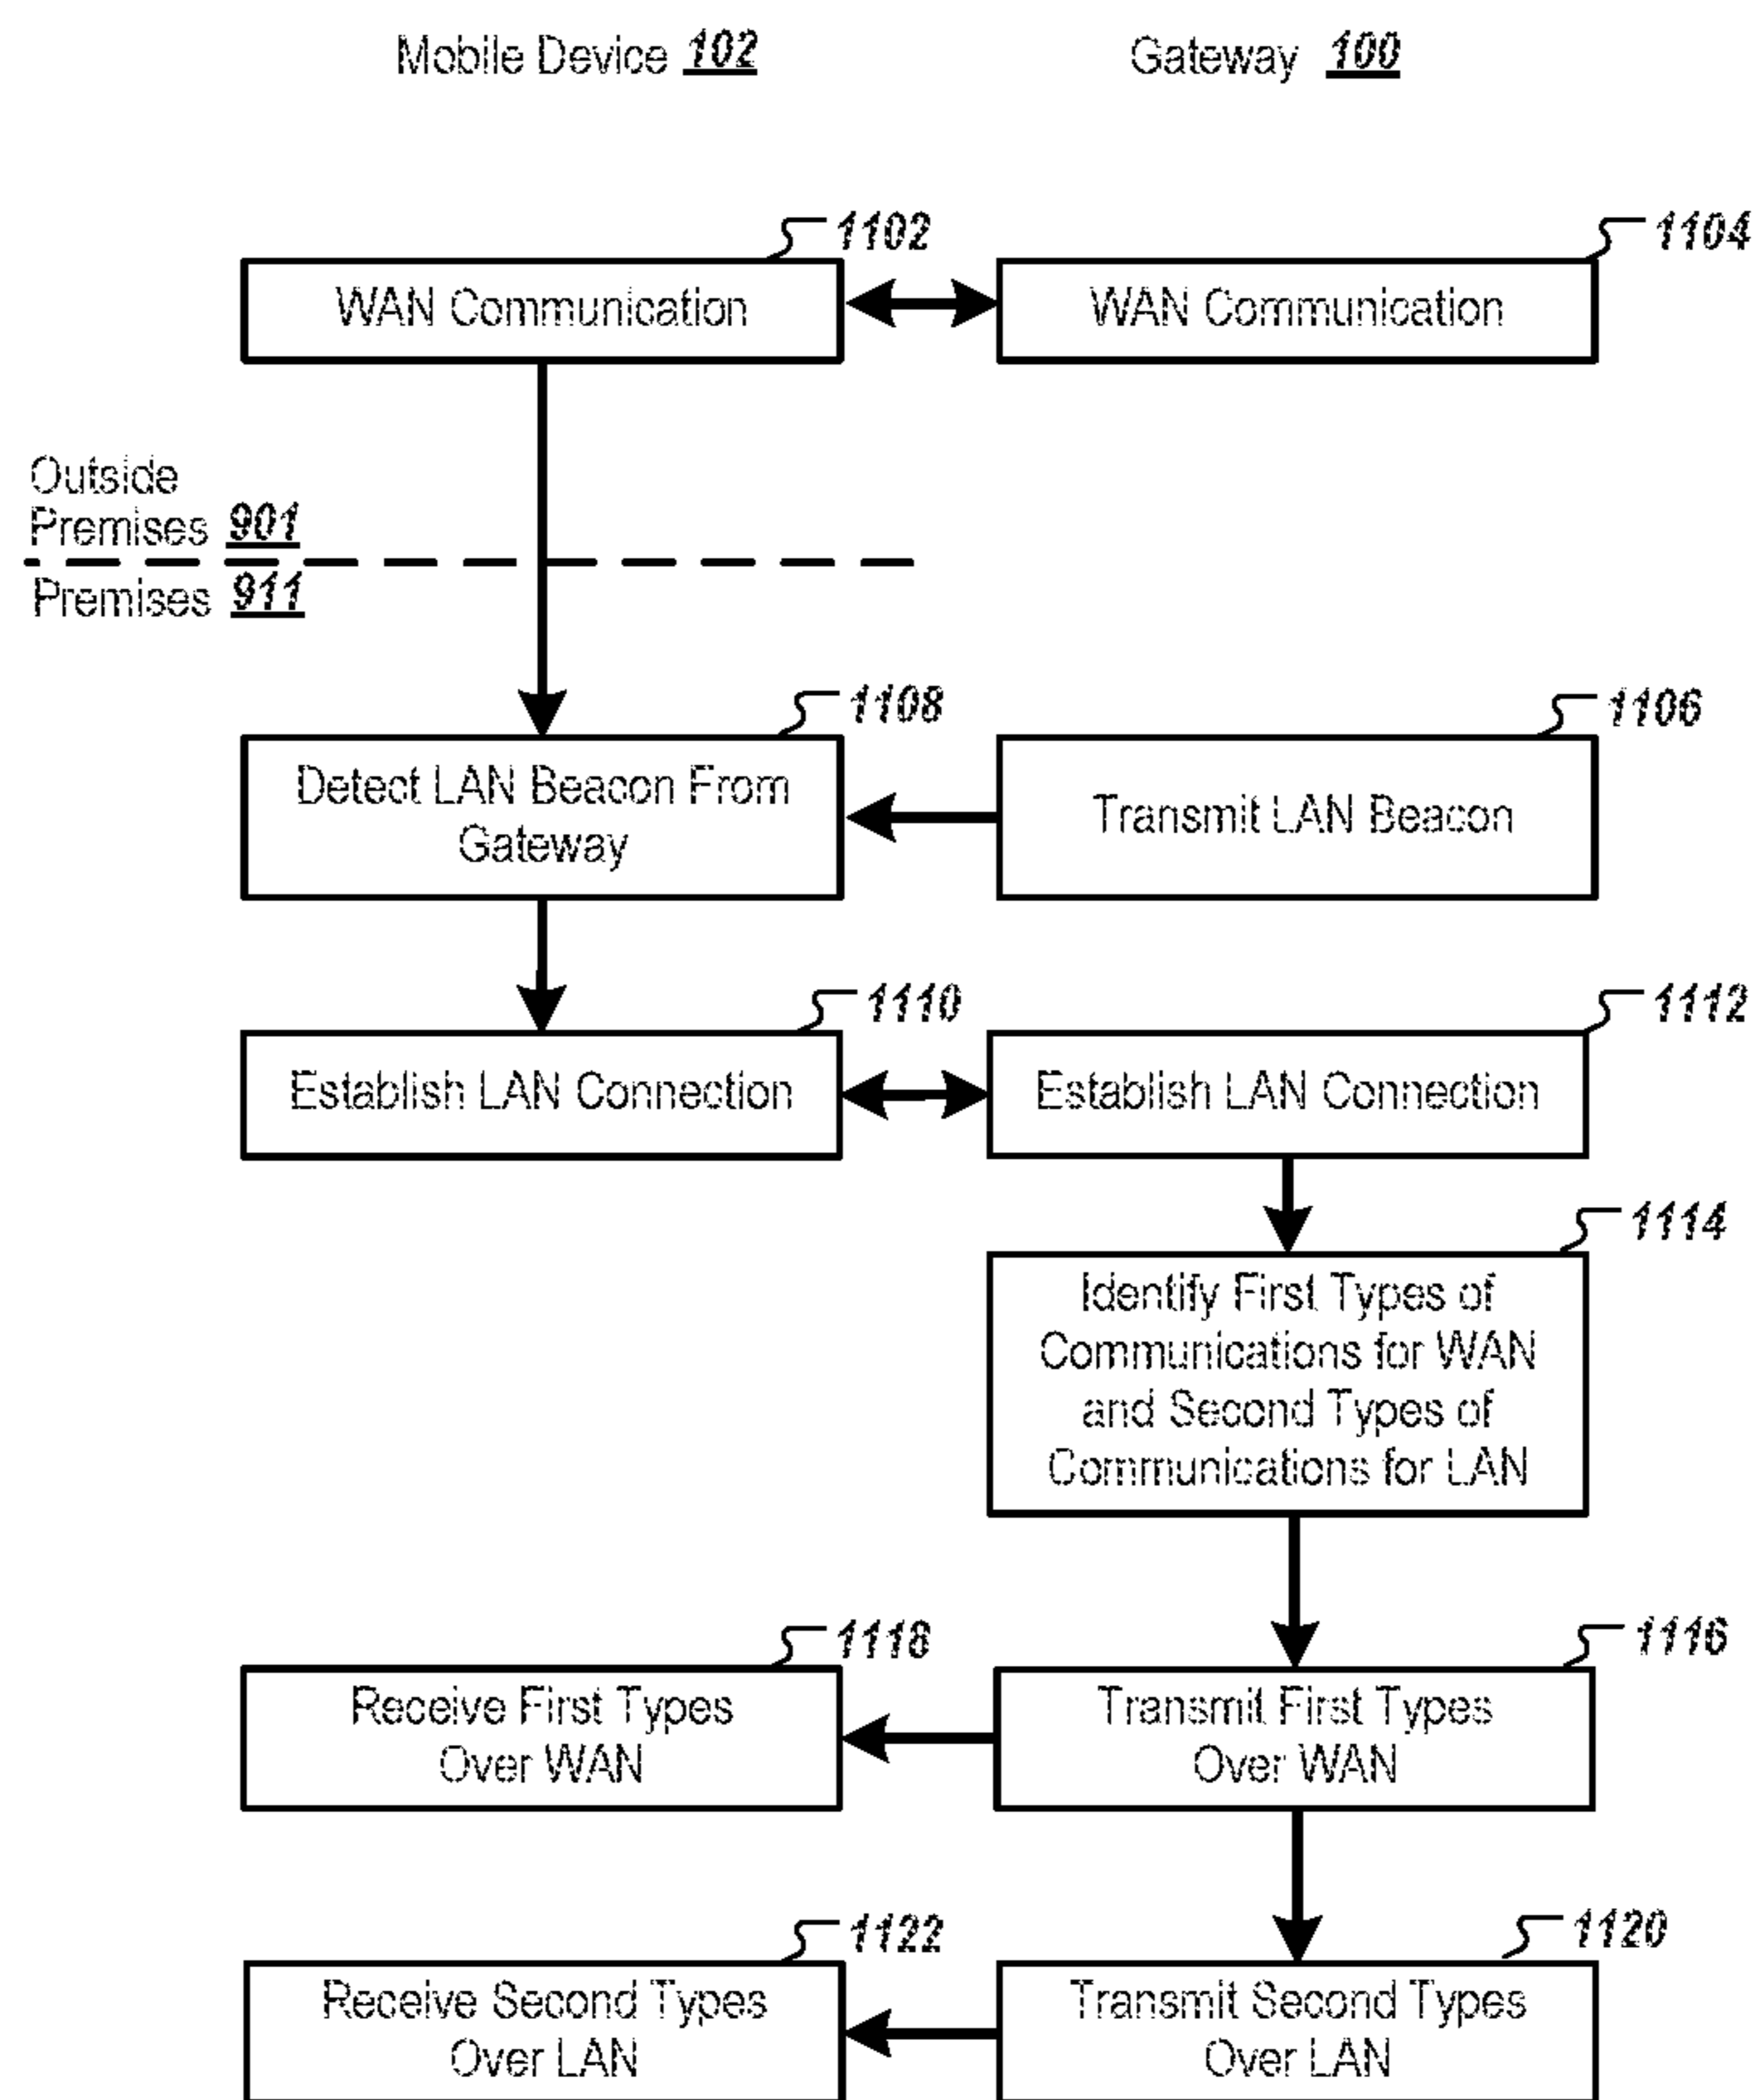 Mobile Device 102
Gateway 100
1102
1104
WAN Communication
WAN Communication
Outside
Premises 901
Premises 911
1108
1106
Detect LAN Beacon From
Gateway
Transmit LAN Beacon
1110
1112
Establish LAN Connection
Establish LAN Connection
1114
Identify First Types of
Communications for WAN
and Second Types of
Communications for LAN
1118
1116
Receive First Types
Over WAN
Transmit First Types
Over WAN
1122
1120
Receive Second Types
Over LAN
Transmit Second Types
Over LAN